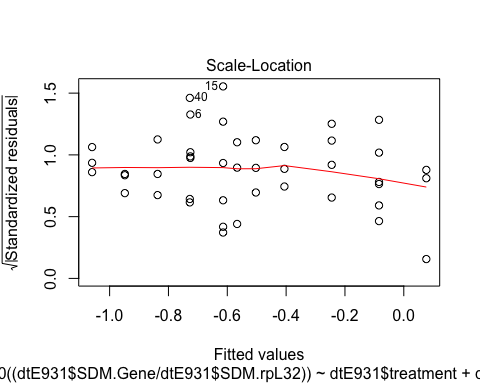 Scale-Location
√|Standardized residuals|
1.5
1.0
0.5
0.0
15
40
6
-1.0 -0.8 -0.6 -0.4 -0.2 0.0
Fitted values
0((dtE931$SDM.Gene/dtE931$SDM.rpL32)) ~ dtE931$treatment + c